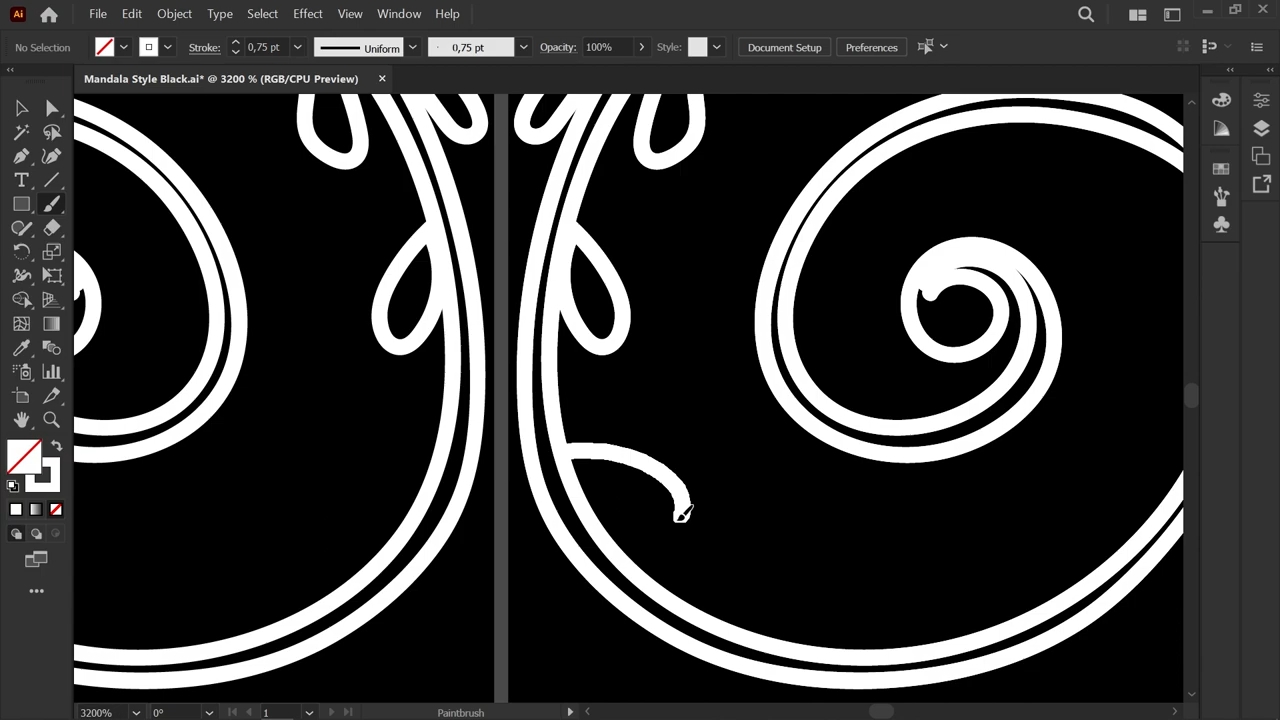 Ai File Edit Object Type Select Effect View Window Help
No Selection Stroke: 0,75 pt Uniform 0,75 pt Opacity: 100% Style: Document Setup Preferences
Mandala Style Black.ai* @ 3200 % (RGB/CPU Preview)
3200% 0° 1 Paintbrush